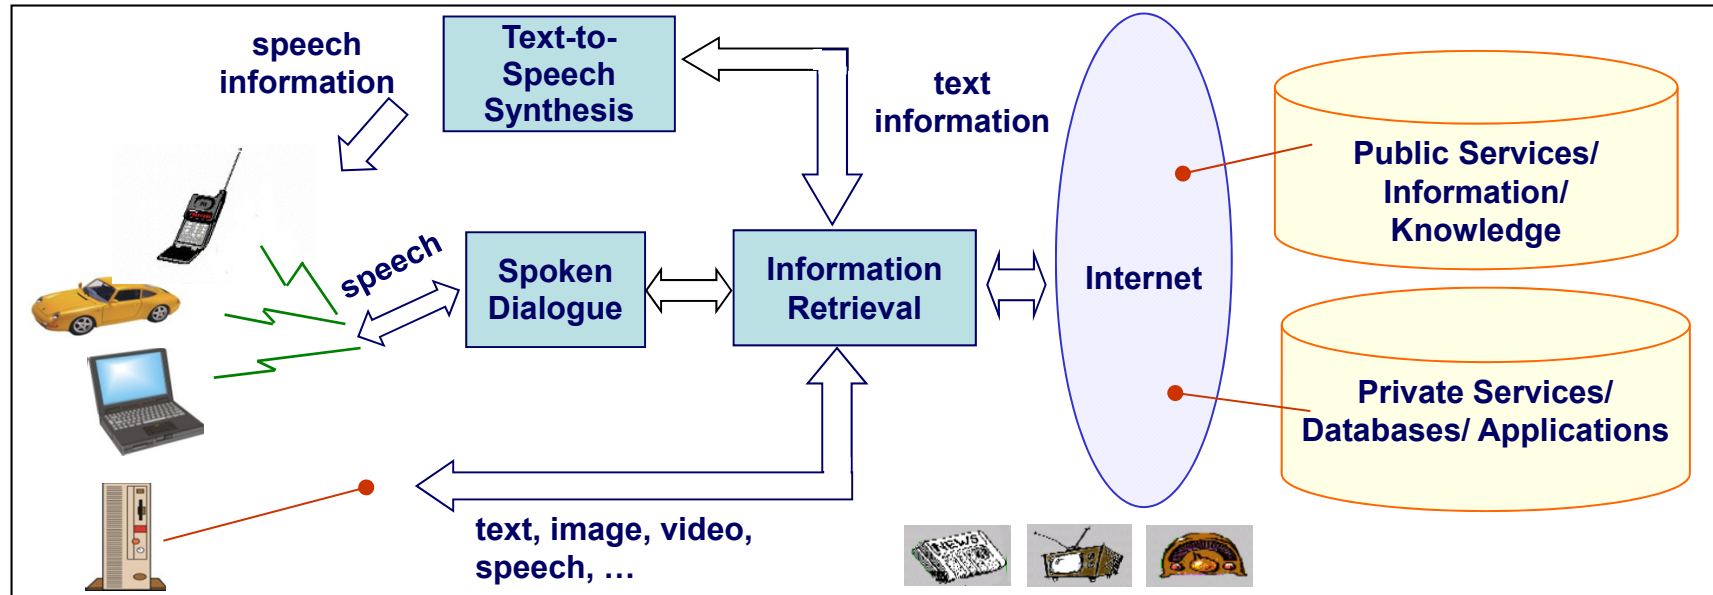 speech
information
Text-to-
Speech
Synthesis
text
information
Public Services/
Information/
Knowledge
speech
Spoken
Dialogue
Information
Retrieval
Internet
Private Services/
Databases/ Applications
text, image, video,
speech, …
NEWS